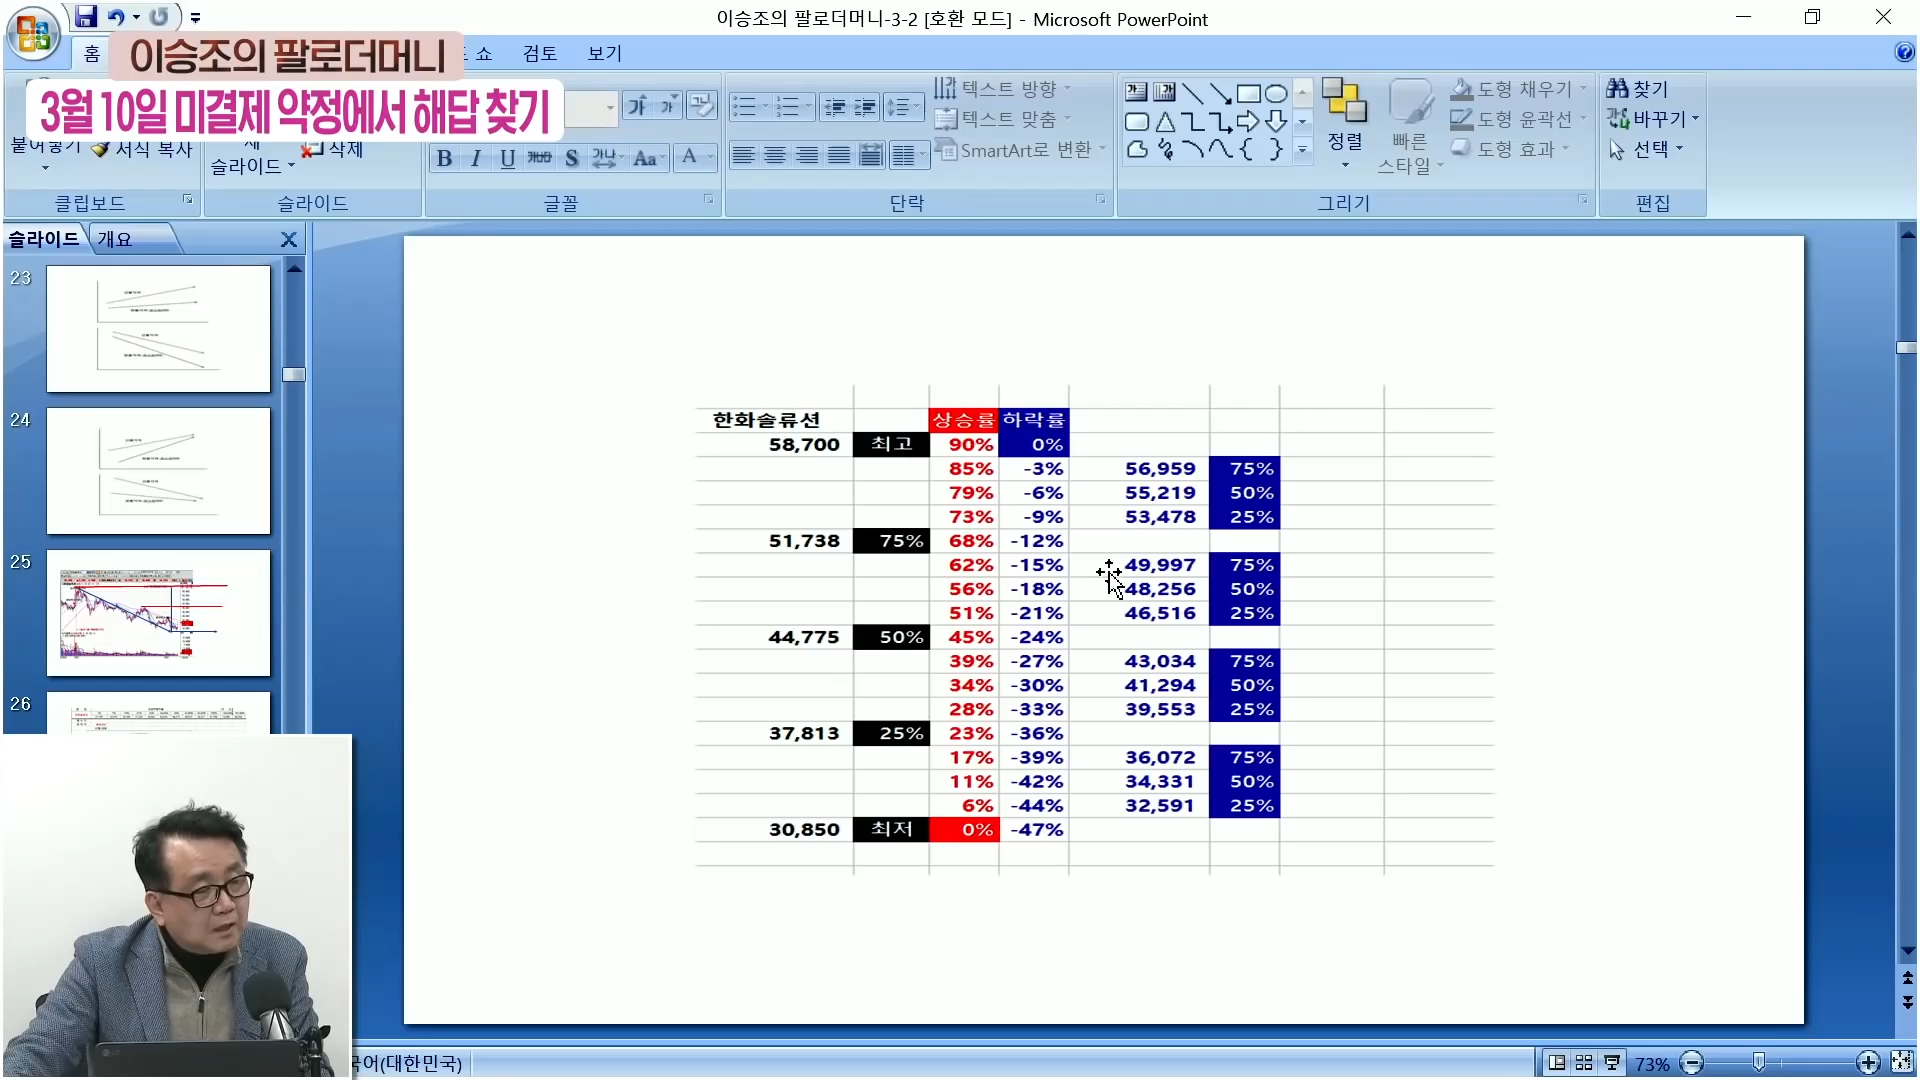 이승조의 팔로더머니-3-2 [호환 모드] - Microsoft PowerPoint
이승조의 팔로더머니
3월 10일 미결제 약정에서 해답 찾기
홈
쇼
검토
보기
붙여넣기
서식 복사
새
슬라이드
삭제
텍스트 방향
텍스트 맞춤
SmartArt로 변환
정렬
빠른
스타일
도형 채우기
도형 윤곽선
도형 효과
찾기
바꾸기
선택
클립보드
슬라이드
글꼴
단락
그리기
편집
슬라이드
개요
23
24
25
26
한화솔류션 상승률 하락률
58,700 최고 90% 0%
85% -3% 56,959 75%
79% -6% 55,219 50%
73% -9% 53,478 25%
51,738 75% 68% -12%
62% -15% 49,997 75%
56% -18% 48,256 50%
51% -21% 46,516 25%
44,775 50% 45% -24%
39% -27% 43,034 75%
34% -30% 41,294 50%
28% -33% 39,553 25%
37,813 25% 23% -36%
17% -39% 36,072 75%
11% -42% 34,331 50%
6% -44% 32,591 25%
30,850 최저 0% -47%
국어(대한민국)
73%